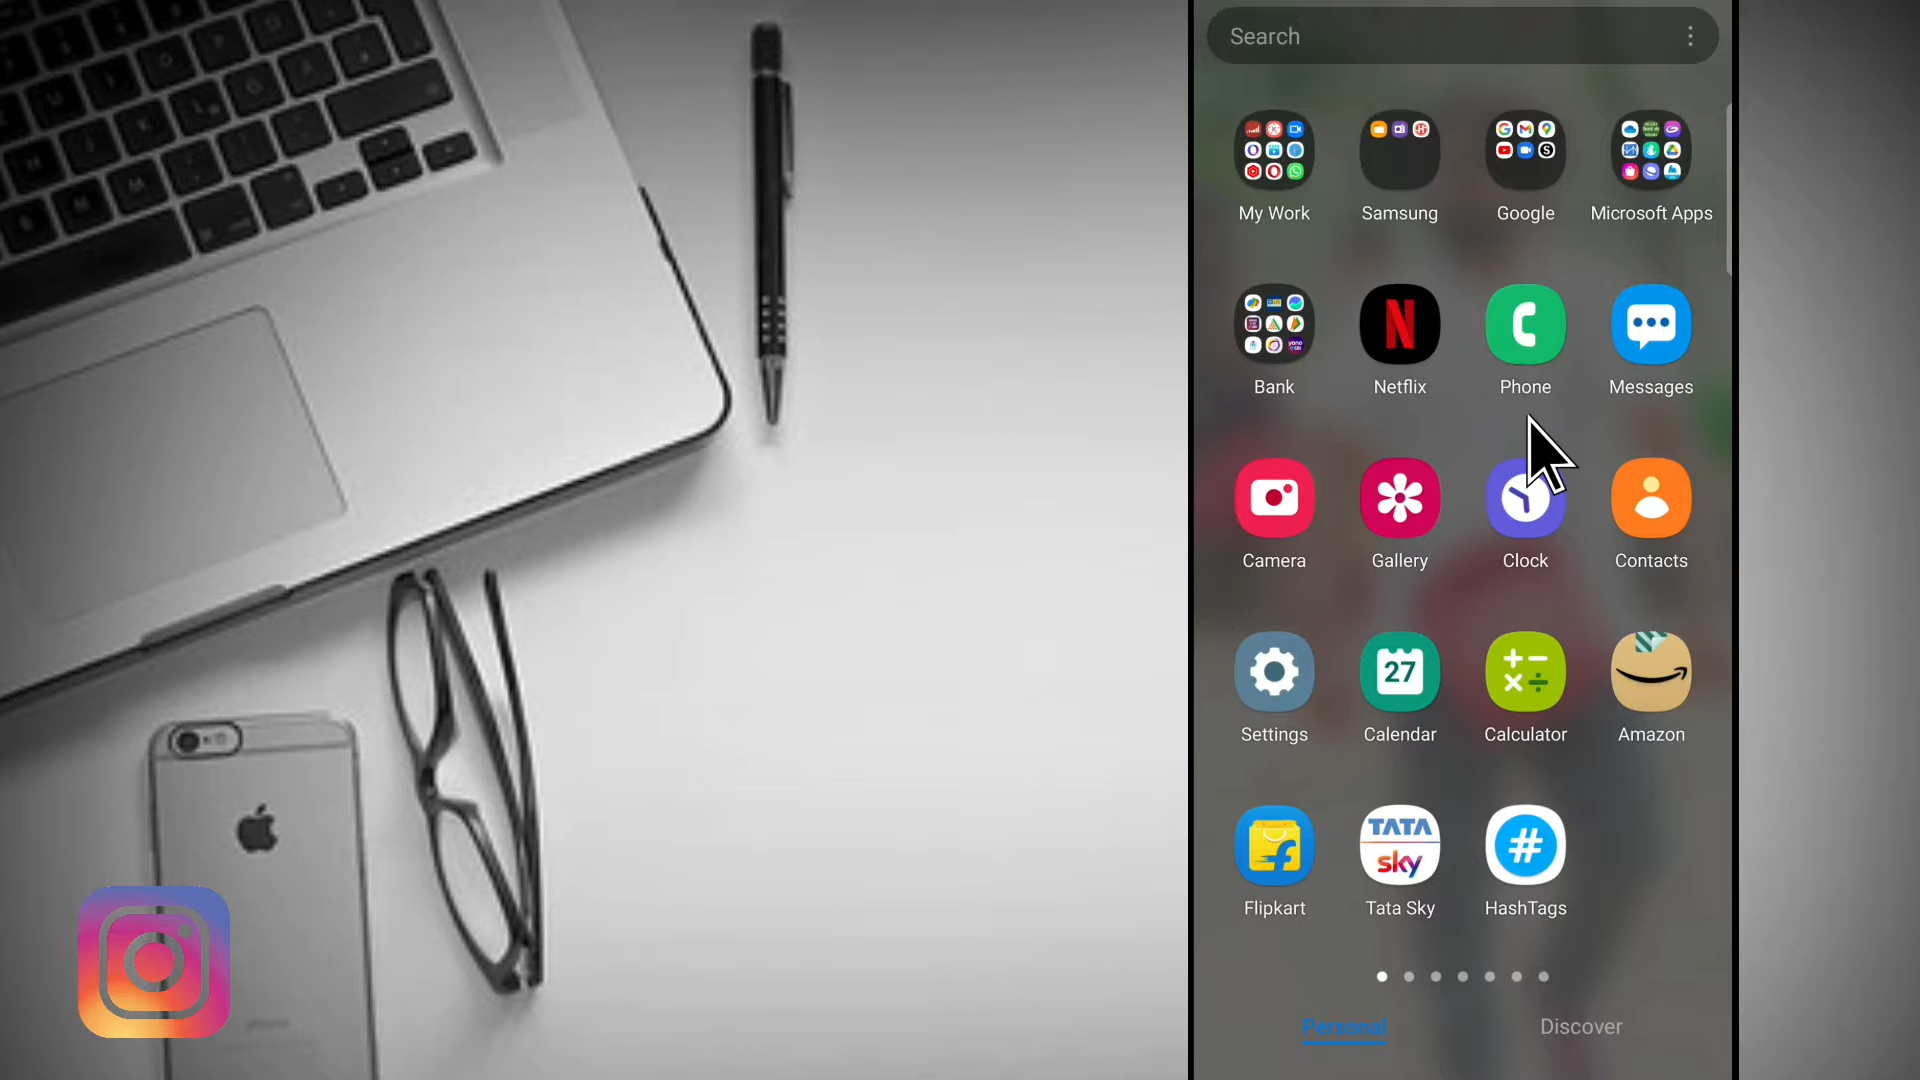 Search
My Work Samsung Google Microsoft Apps
Bank Netflix Phone Messages
Camera Gallery Clock Contacts
27
Settings Calendar Calculator Amazon
TATA
sky
#
Flipkart Tata Sky HashTags
Personal Discover